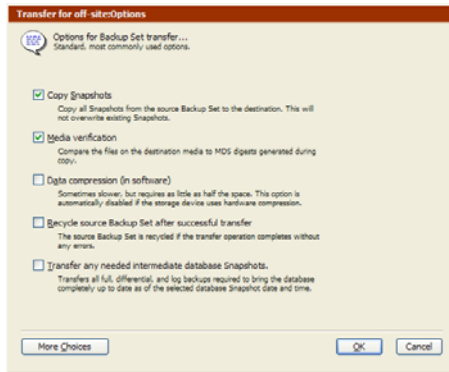 Transfer for off-site:Options
Options for Backup Set transfer...
Standard, most commonly used options.
Copy Snapshots
Copy all Snapshots from the source Backup Set to the destination. This will
not overwrite existing Snapshots.
Media verification
Compare the files on the destination media to MD5 digests generated during
copy.
Data compression (in software)
Sometimes slower, but requires as little as half the space. This option is
automatically disabled if the storage device uses hardware compression.
Recycle source Backup Set after successful transfer
The source Backup Set is recycled if the transfer operation completes without
any errors.
Transfer any needed intermediate database Snapshots.
Transfers all full, differential, and log backups required to bring the database
completely up to date as of the selected database Snapshot date and time.
More Choices
OK
Cancel